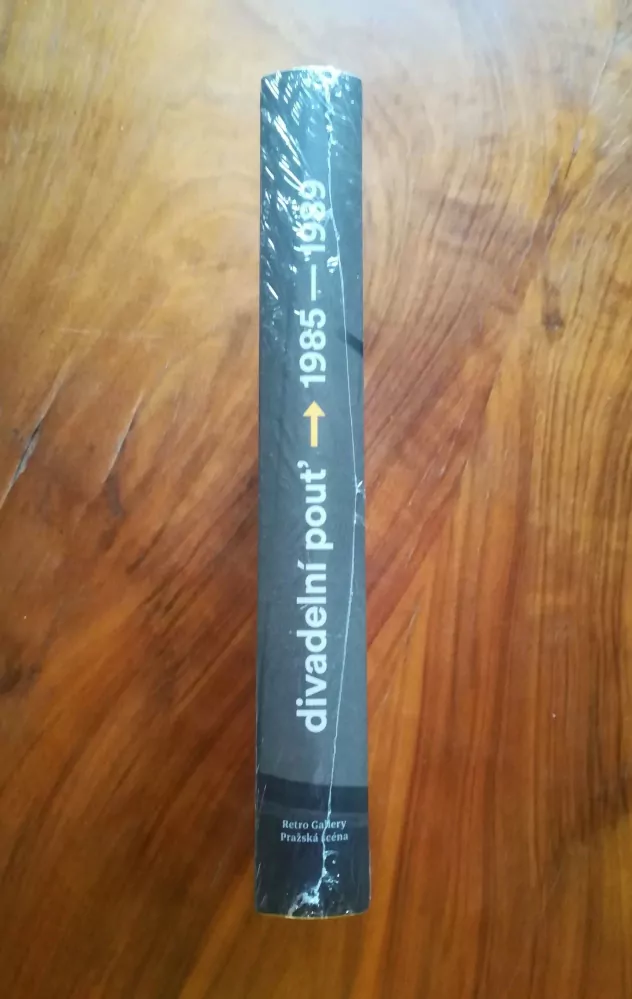 divadelní pouť → 1985 — 1989
Retro Gallery
Pražská scéna